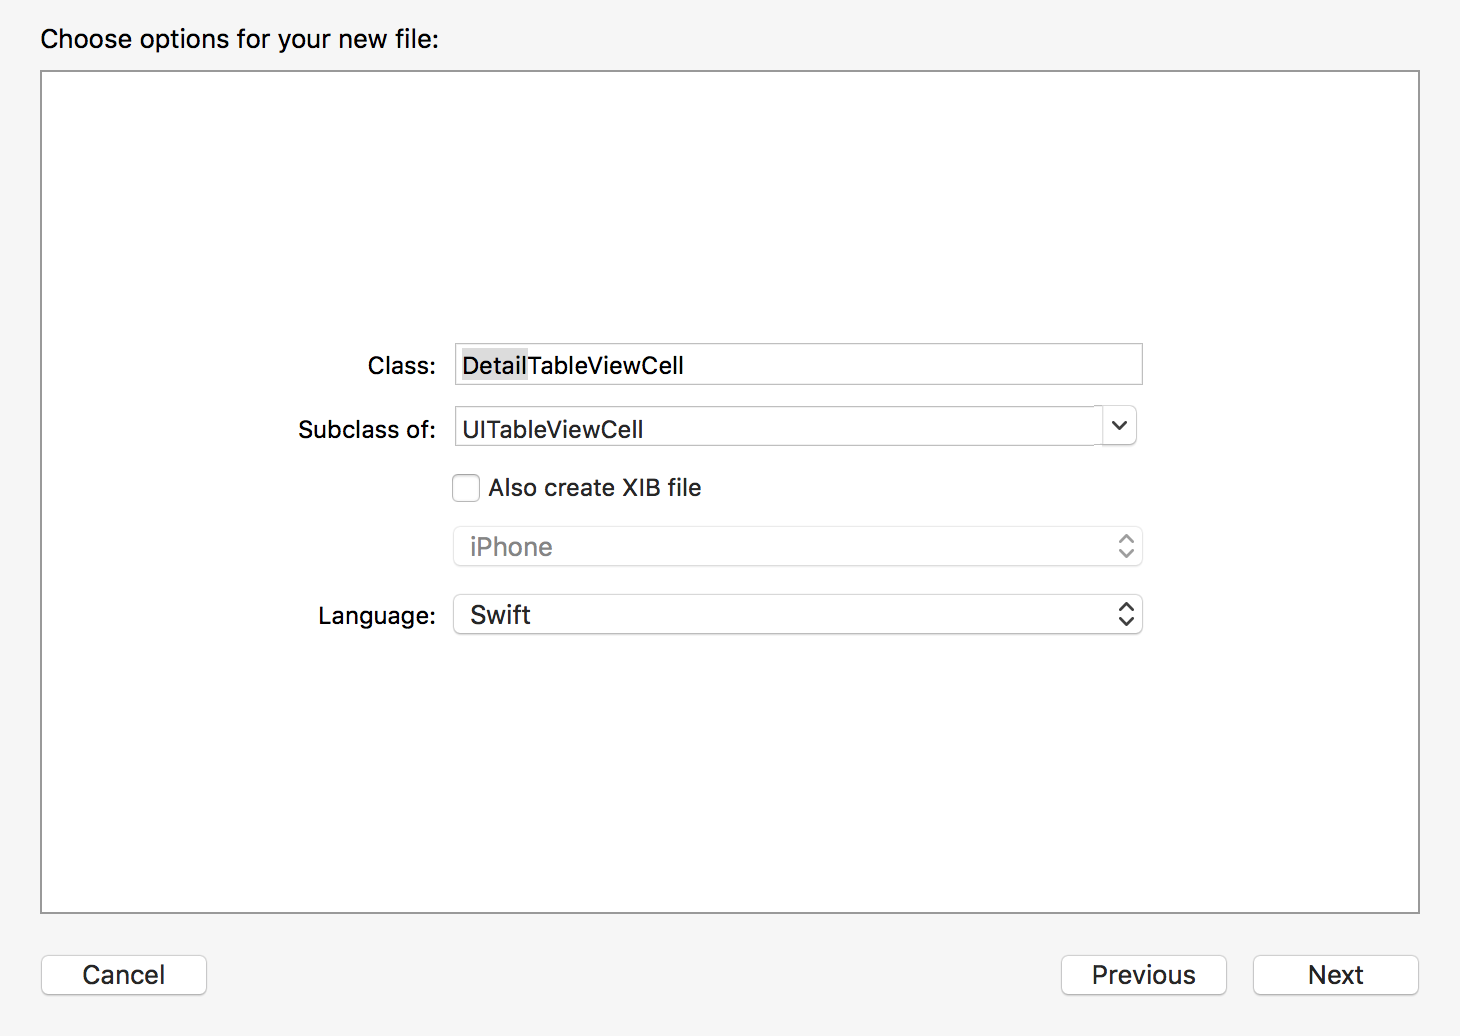 Choose options for your new file:
Class: DetailTableViewCell
Subclass of: UITableViewCell
Also create XIB file
iPhone
Language: Swift
Cancel Previous Next